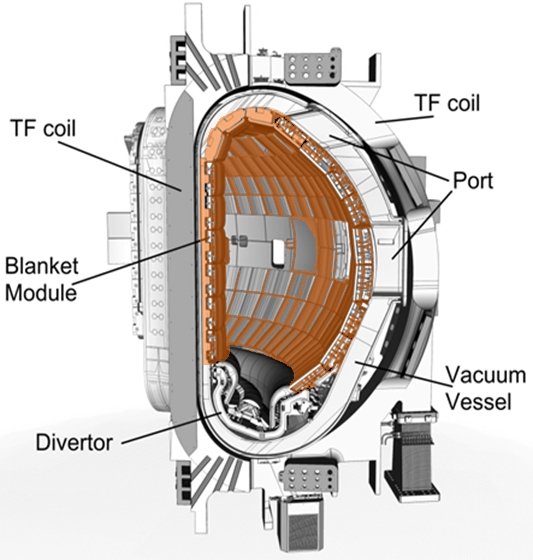 TF coil
TF coil
Port
Blanket
Module
Vacuum
Vessel
Divertor